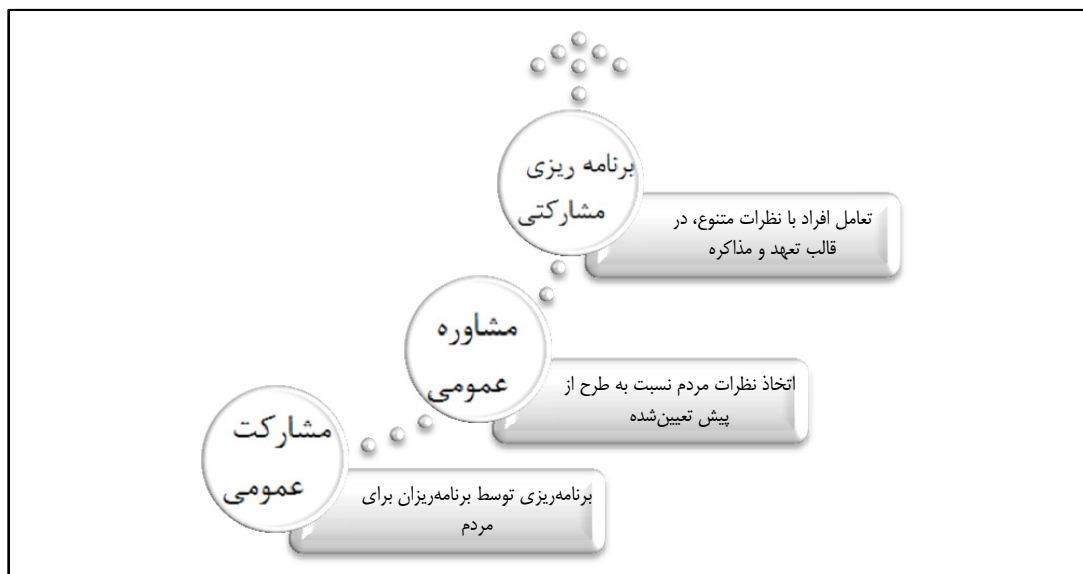 برنامه ریزی
مشارکتی
تعامل افراد با نظرات متنوع، در
قالب تعهد و مذاکره
مشاوره
عمومی
اتخاذ نظرات مردم نسبت به طرح از
پیش تعیین‌شده
مشارکت
عمومی
برنامه‌ریزی توسط برنامه‌ریزان برای
مردم